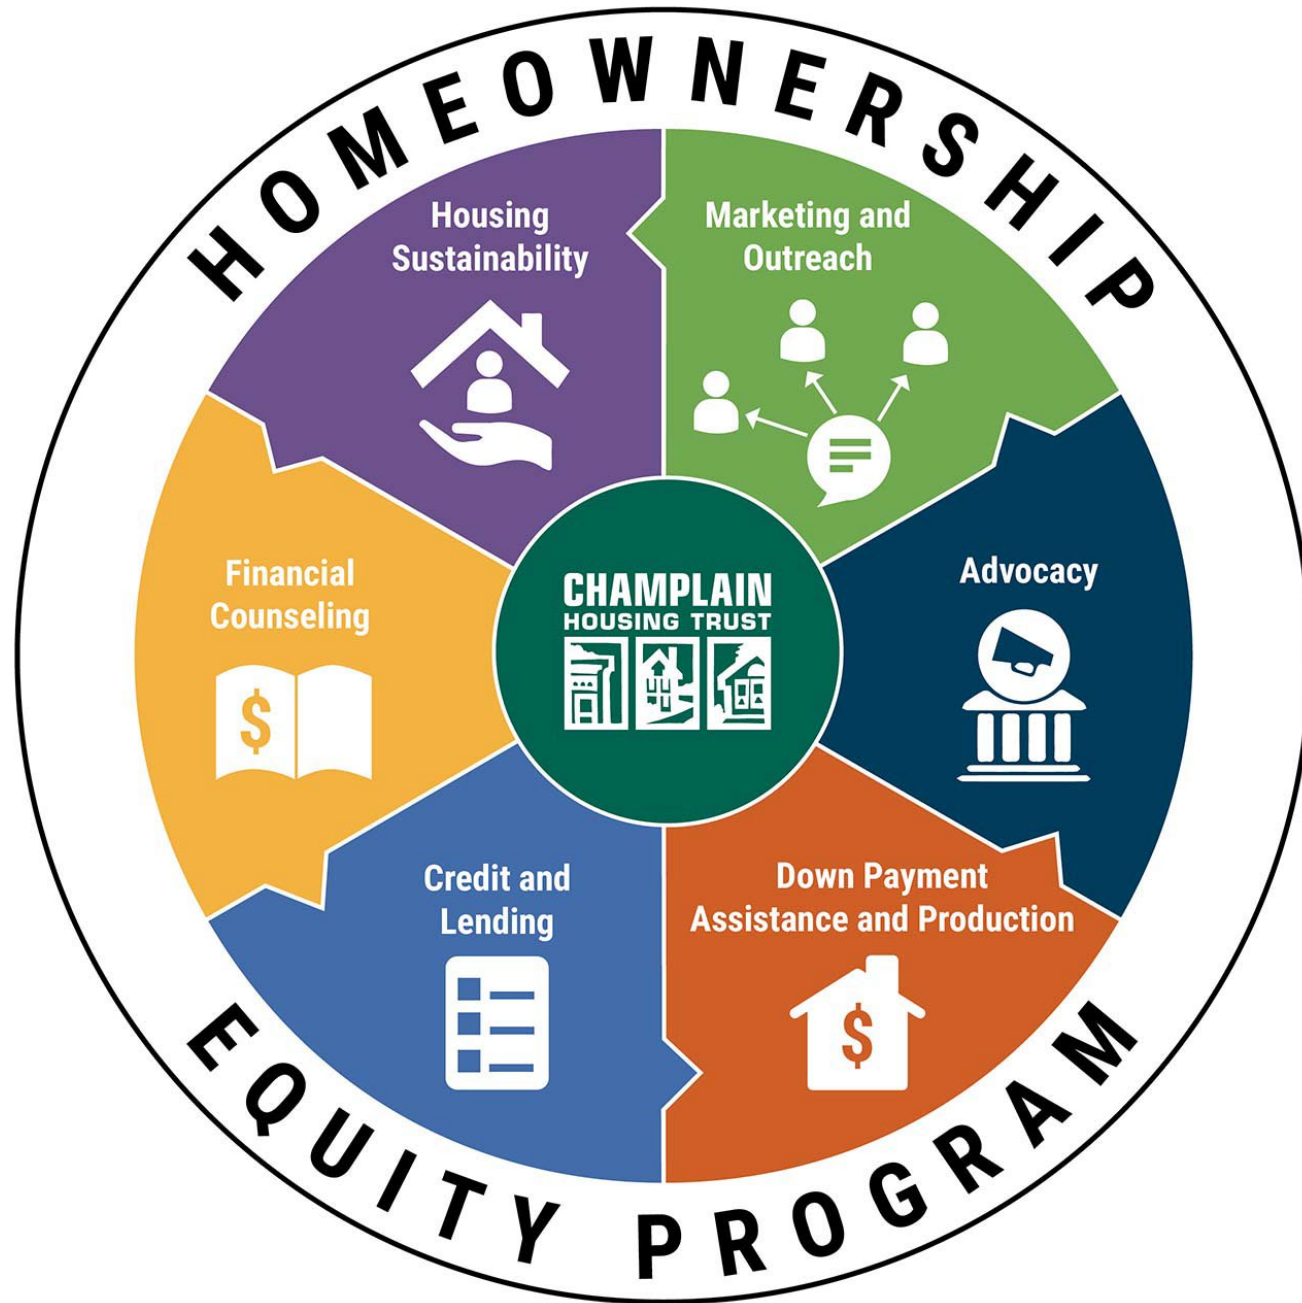 HOMEOWNERSHIP
Housing
Sustainability
Marketing and
Outreach
Financial
Counseling
$
CHAMPLAIN
HOUSING TRUST
Advocacy
Credit and
Lending
Down Payment
Assistance and Production
$
EQUITY PROGRAM